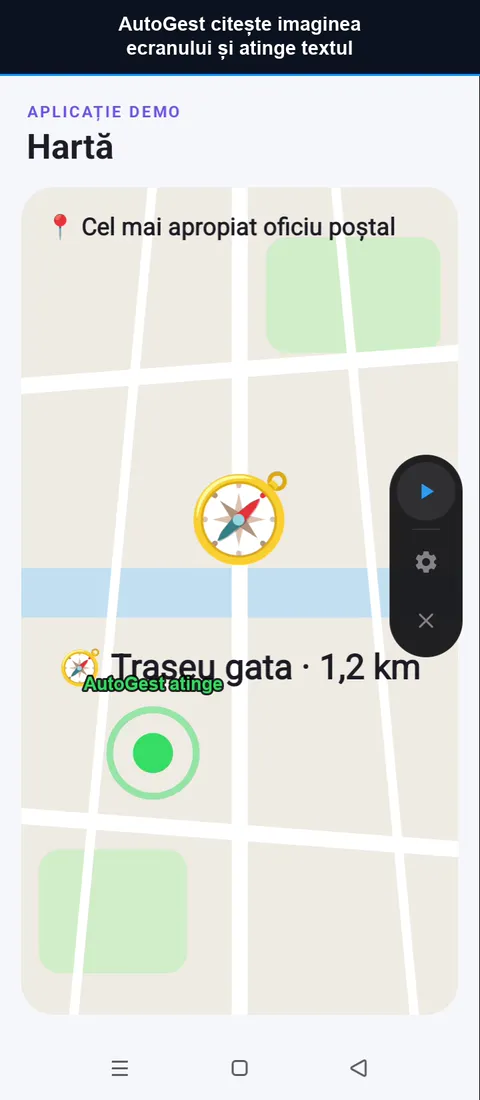 AutoGest citește imaginea
ecranului și atinge textul
APLICAȚIE DEMO
Hartă
Cel mai apropiat oficiu poștal
Traseu gata · 1,2 km
AutoGest atinge